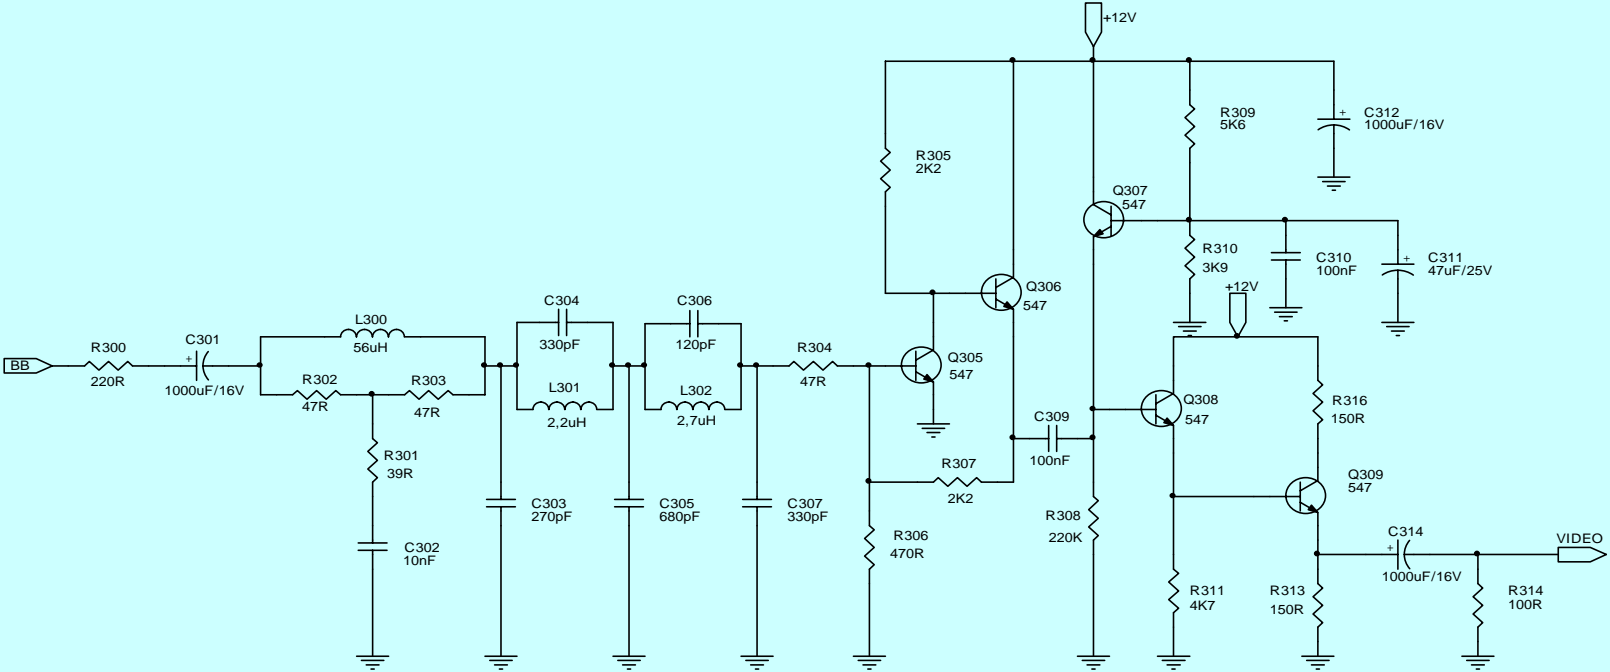 +12V
R309
5K6
+
C312
1000uF/16V
R305
2K2
Q307
547
R310
3K9
C310
100nF
+
C311
47uF/25V
+12V
Q306
547
C304
330pF
C306
120pF
L300
56uH
BB
R300
220R
C301
+
1000uF/16V
R302
47R
R303
47R
L301
2,2uH
L302
2,7uH
R304
47R
Q305
547
C309
100nF
Q308
547
R316
150R
R301
39R
R307
2K2
Q309
547
C303
270pF
C305
680pF
C307
330pF
R308
220K
R306
470R
C302
10nF
C314
+
1000uF/16V
VIDEO
R311
4K7
R313
150R
R314
100R